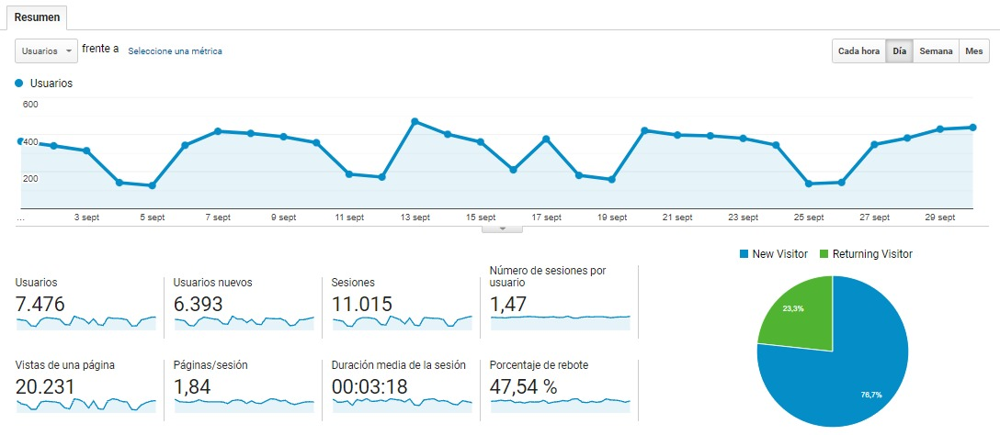 Resumen
Usuarios frente a Seleccione una métrica Cada hora Día Semana Mes
Usuarios
600
400
200
... 3 sept 5 sept 7 sept 9 sept 11 sept 13 sept 15 sept 17 sept 19 sept 21 sept 23 sept 25 sept 27 sept 29 sept
New Visitor Returning Visitor
Usuarios
7.476
Usuarios nuevos
6.393
Sesiones
11.015
Número de sesiones por
usuario
1,47
Vistas de una página
20.231
Páginas/sesión
1,84
Duración media de la sesión
00:03:18
Porcentaje de rebote
47,54 %
23,3%
76,7%